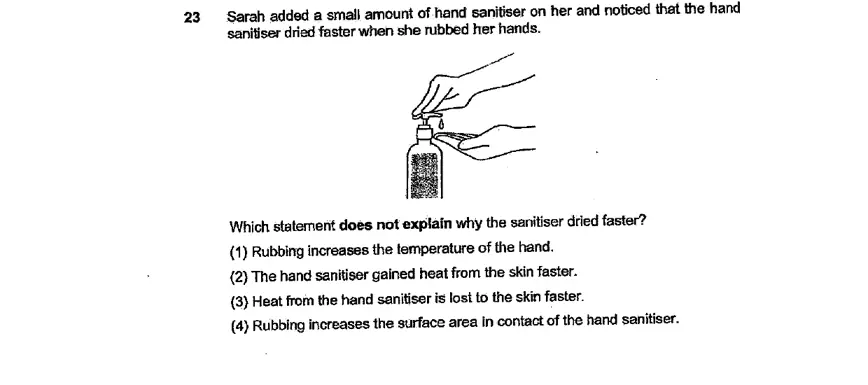 23 Sarah added a small amount of hand sanitiser on her and noticed that the hand
sanitiser dried faster when she rubbed her hands.
Which statement does not explain why the sanitiser dried faster?
(1) Rubbing increases the temperature of the hand.
(2) The hand sanitiser gained heat from the skin faster.
(3) Heat from the hand sanitiser is lost to the skin faster.
(4) Rubbing increases the surface area in contact of the hand sanitiser.